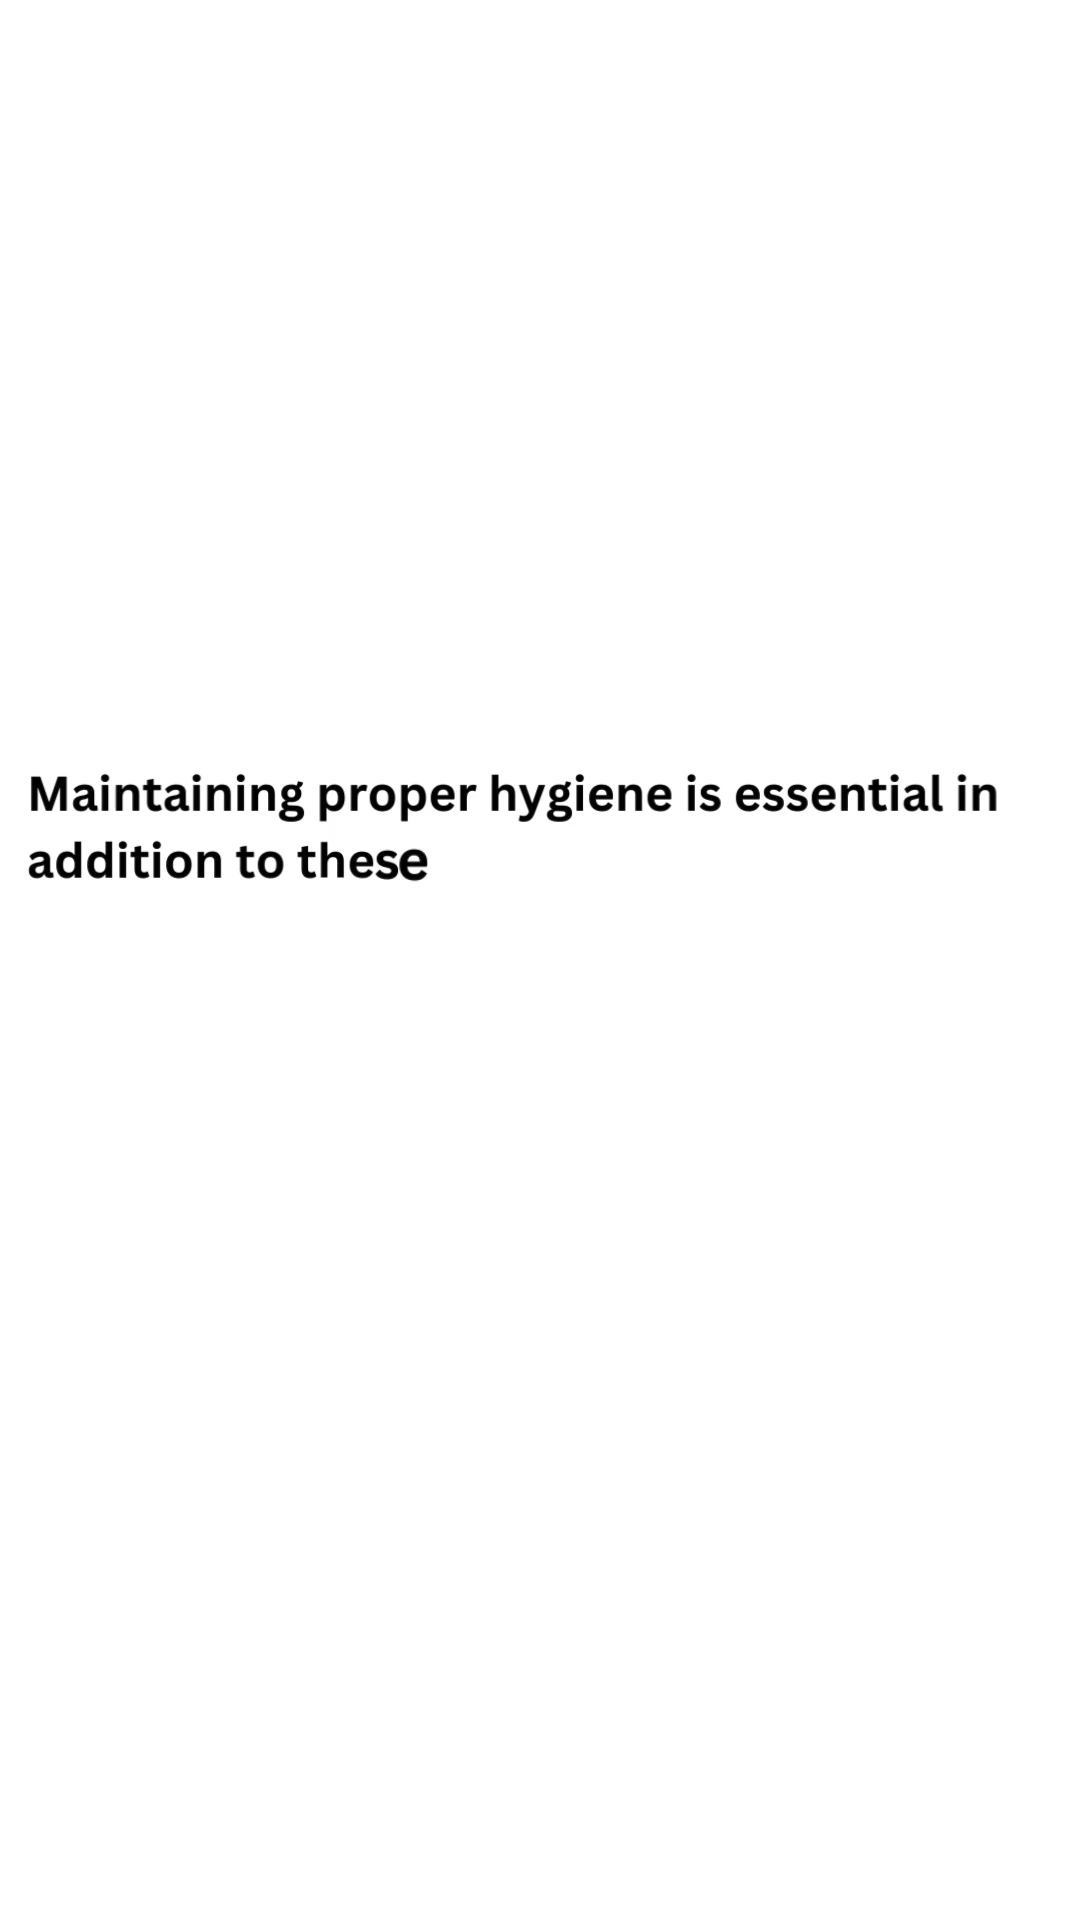 Maintaining proper hygiene is essential in
addition to these